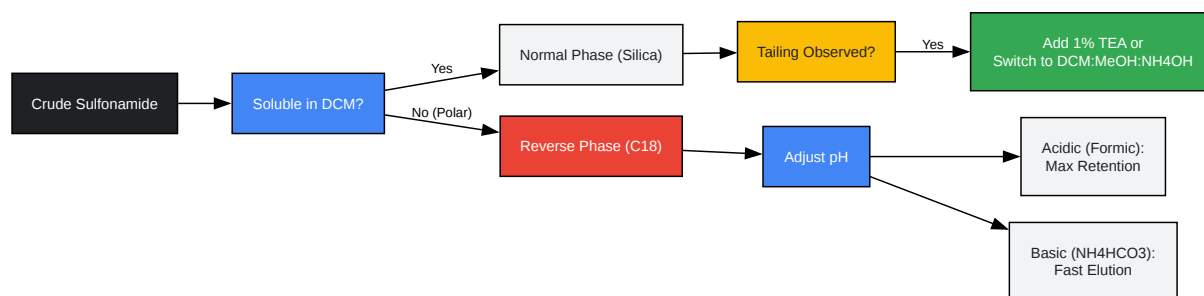 Crude Sulfonamide
Soluble in DCM?
Yes
No (Polar)
Normal Phase (Silica)
Tailing Observed?
Yes
Add 1% TEA or
Switch to DCM:MeOH:NH4OH
Reverse Phase (C18)
Adjust pH
Acidic (Formic):
Max Retention
Basic (NH4HCO3):
Fast Elution